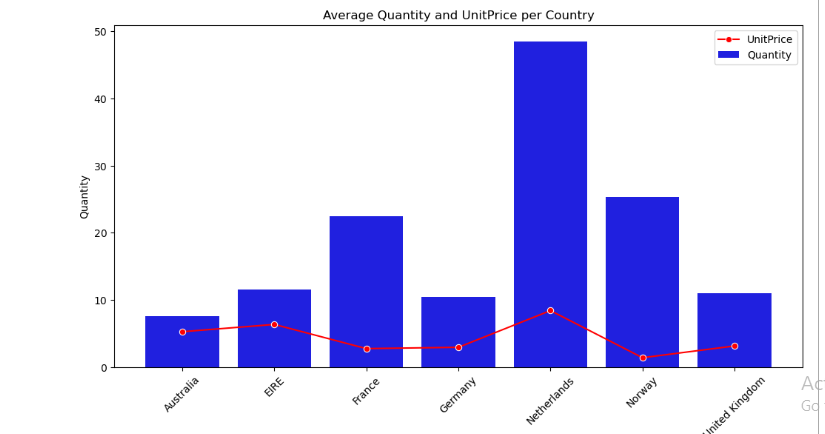 Average Quantity and UnitPrice per Country
UnitPrice
Quantity
50
40
30
20
10
0
Quantity
Australia
EIRE
France
Germany
Netherlands
Norway
United Kingdom